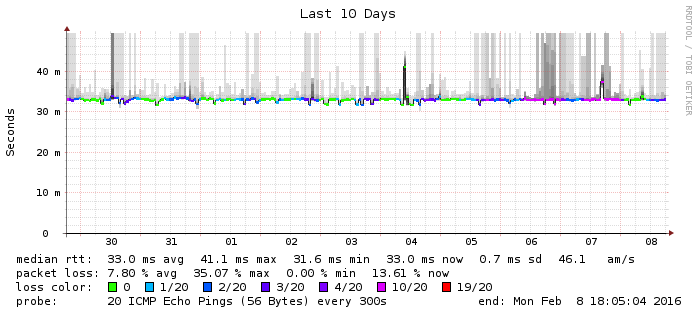 Last 10 Days
RRDTOOL / TOBI OETIKER
Seconds
40 m
30 m
20 m
10 m
0
30 31 01 02 03 04 05 06 07 08
median rtt: 33.0 ms avg 41.1 ms max 31.6 ms min 33.0 ms now 0.7 ms sd 46.1 am/s
packet loss: 7.80 % avg 35.07 % max 0.00 % min 13.61 % now
loss color: 0 1/20 2/20 3/20 4/20 10/20 19/20
probe: 20 ICMP Echo Pings (56 Bytes) every 300s end: Mon Feb 8 18:05:04 2016